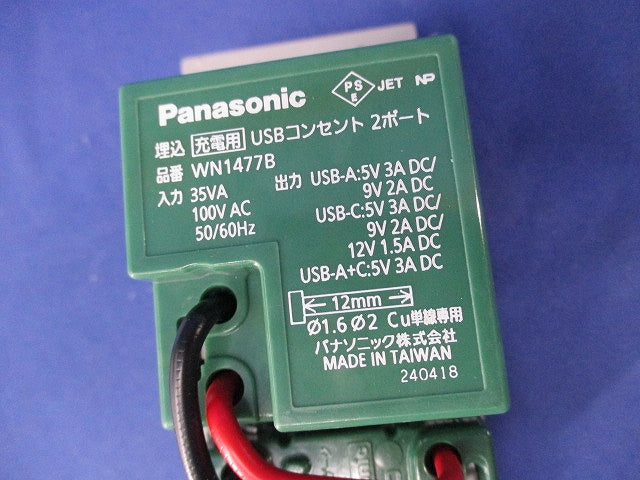 Panasonic
PS E JET NP
埋込 充電用 USBコンセント 2ポート
品番 WN1477B
入力 35VA
100V AC
50/60Hz
出力 USB-A:5V 3A DC/
9V 2A DC
USB-C:5V 3A DC/
9V 2A DC/
12V 1.5A DC
USB-A+C:5V 3A DC
12mm
Ø1.6 Ø2 Cu単線専用
パナソニック株式会社
MADE IN TAIWAN
240418